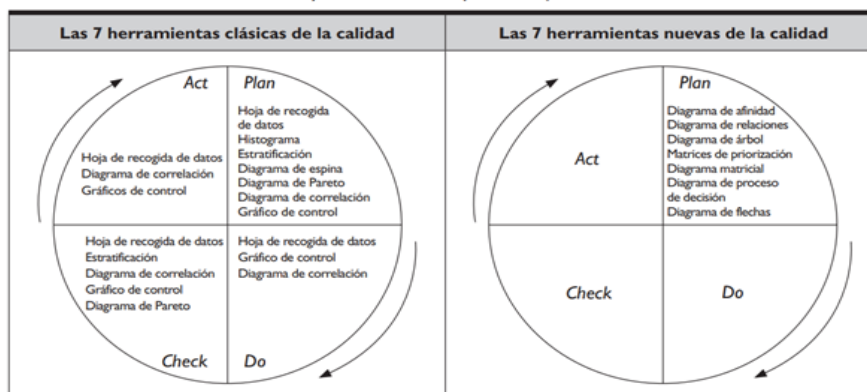 Las 7 herramientas clásicas de la calidad
Las 7 herramientas nuevas de la calidad
Act
Hoja de recogida de datos
Diagrama de correlación
Gráficos de control
Plan
Hoja de recogida
de datos
Histograma
Estratificación
Diagrama de espina
Diagrama de Pareto
Diagrama de correlación
Gráfico de control
Hoja de recogida de datos
Estratificación
Diagrama de correlación
Gráfico de control
Diagrama de Pareto
Check
Hoja de recogida de datos
Gráfico de control
Diagrama de correlación
Do
Act
Plan
Diagrama de afinidad
Diagrama de relaciones
Diagrama de árbol
Matrices de priorización
Diagrama matricial
Diagrama de proceso
de decisión
Diagrama de flechas
Check
Do